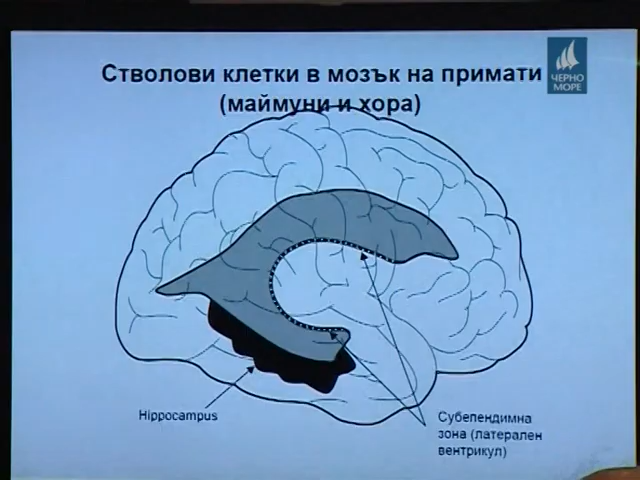 Стволови клетки в мозък на примати
(маймуни и хора)
ЧЕРНО
МОРЕ
Hippocampus
Субепендимна
зона (латерален
вентрикул)